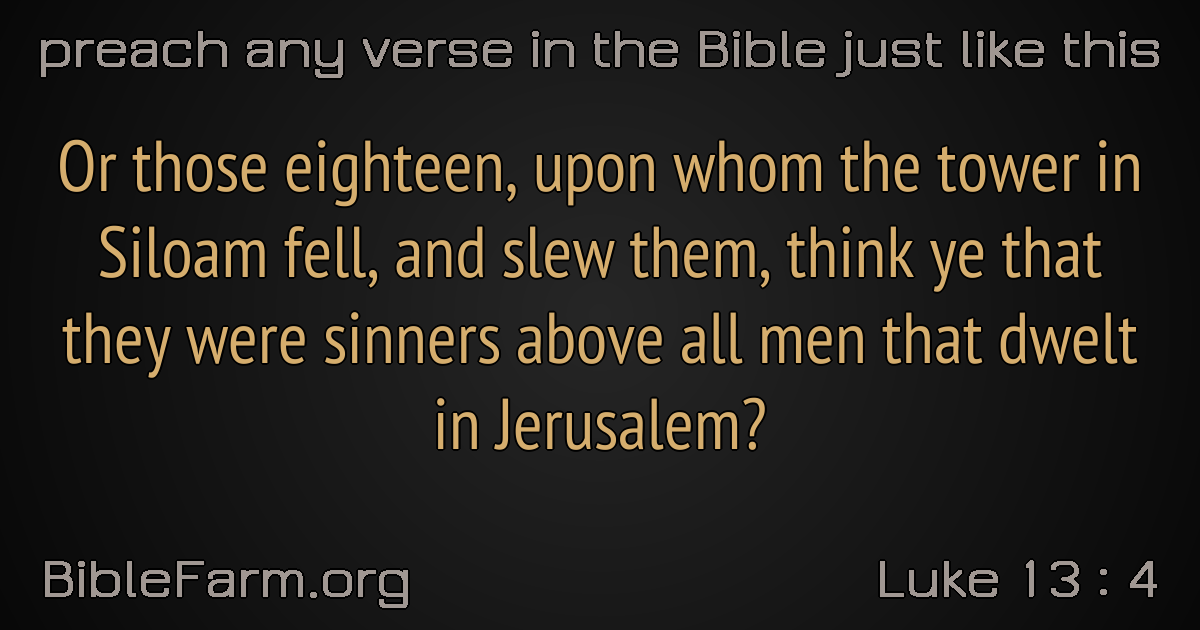 preach any verse in the Bible just like this
Or those eighteen, upon whom the tower in
Siloam fell, and slew them, think ye that
they were sinners above all men that dwelt
in Jerusalem?
BibleFarm.org
Luke 13 : 4